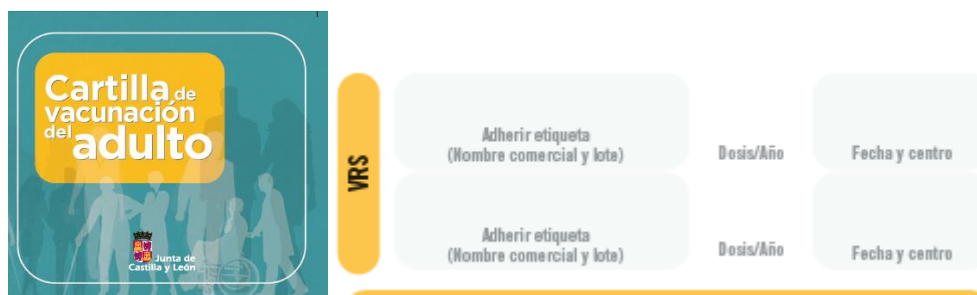 Cartilla de
vacunación
del adulto
Junta de
Castilla y León
VRS
Adherir etiqueta
(Nombre comercial y lote)
Dosis/Año
Fecha y centro
Adherir etiqueta
(Nombre comercial y lote)
Dosis/Año
Fecha y centro